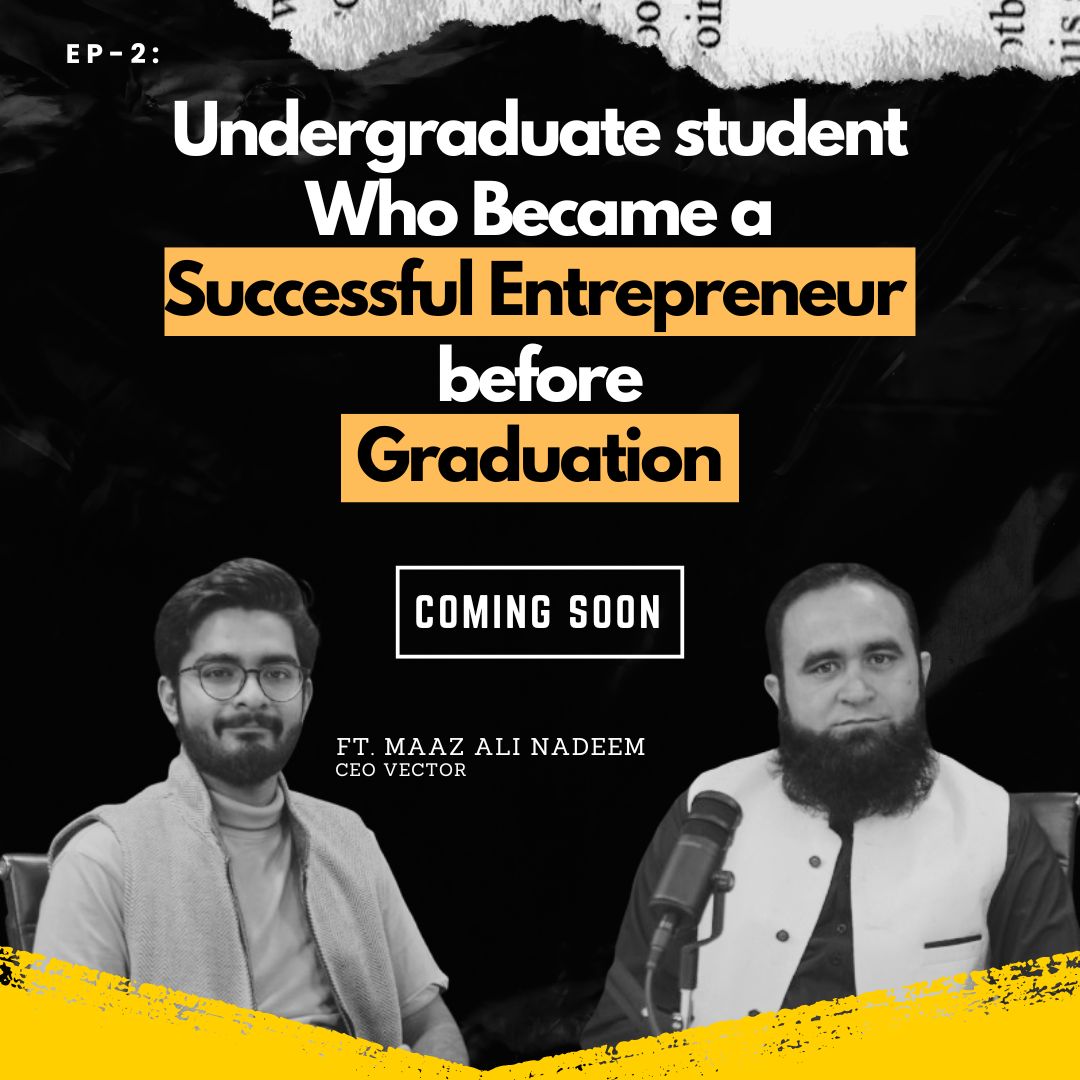 EP-2:
Undergraduate student
Who Became a
Successful Entrepreneur
before
Graduation
COMING SOON
FT. MAAZ ALI NADEEM
CEO VECTOR